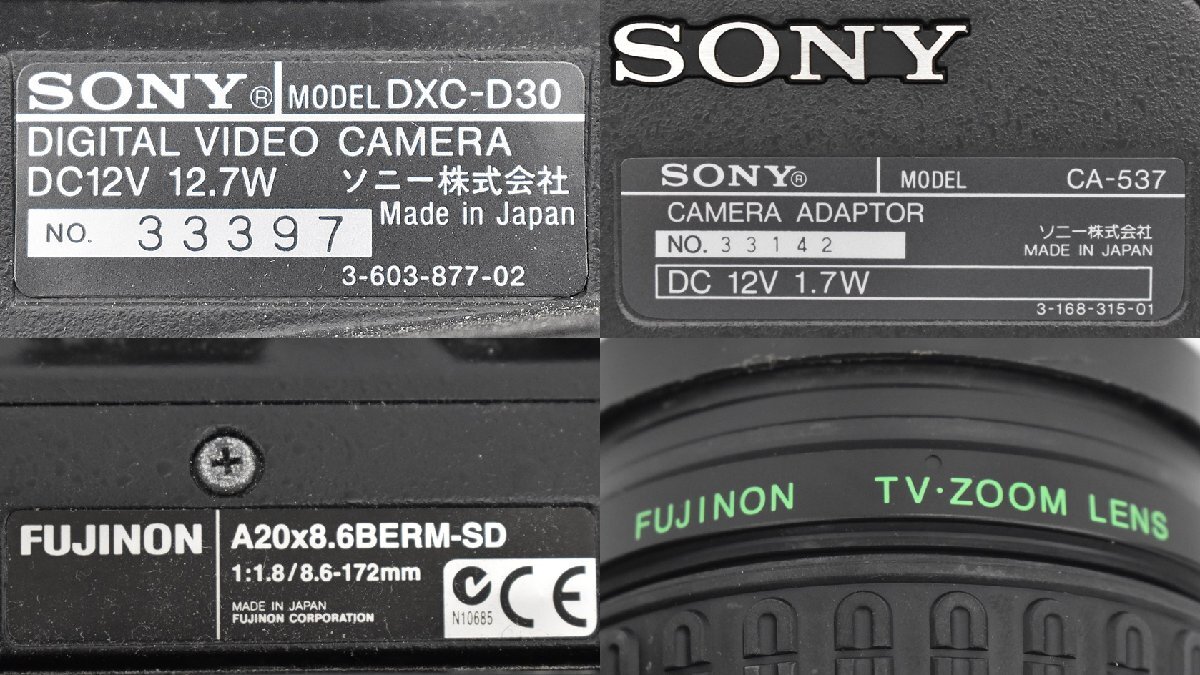 SONY® MODEL DXC-D30
DIGITAL VIDEO CAMERA
DC12V 12.7W ソニー株式会社
Made in Japan
NO. 33397
3-603-877-02
SONY
SONY® MODEL CA-537
CAMERA ADAPTOR
ソニー株式会社
NO. 33142 MADE IN JAPAN
DC 12V 1.7W
3-168-315-01
FUJINON A20x8.6BERM-SD
1:1.8/8.6-172mm
MADE IN JAPAN
FUJINON CORPORATION
N10685
CE
FUJINON TV·ZOOM LENS